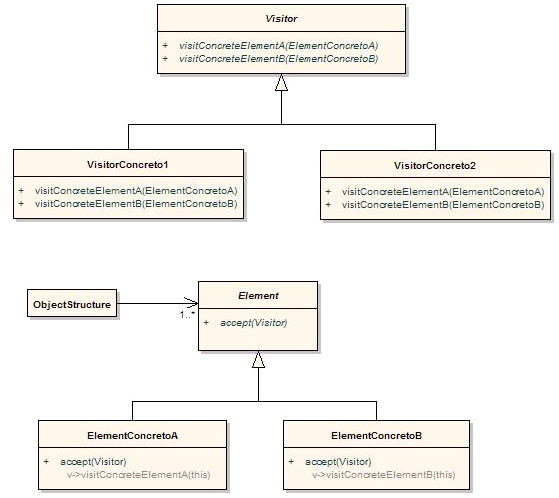 Visitor
+ visitConcreteElementA(ElementConcretoA)
+ visitConcreteElementB(ElementConcretoB)
VisitorConcreto1
+ visitConcreteElementA(ElementConcretoA)
+ visitConcreteElementB(ElementConcretoB)
VisitorConcreto2
+ visitConcreteElementA(ElementConcretoA)
+ visitConcreteElementB(ElementConcretoB)
ObjectStructure
1..*
Element
+ accept(Visitor)
ElementConcretoA
+ accept(Visitor)
v->visitConcreteElementA(this)
ElementConcretoB
+ accept(Visitor)
v->visitConcreteElementB(this)